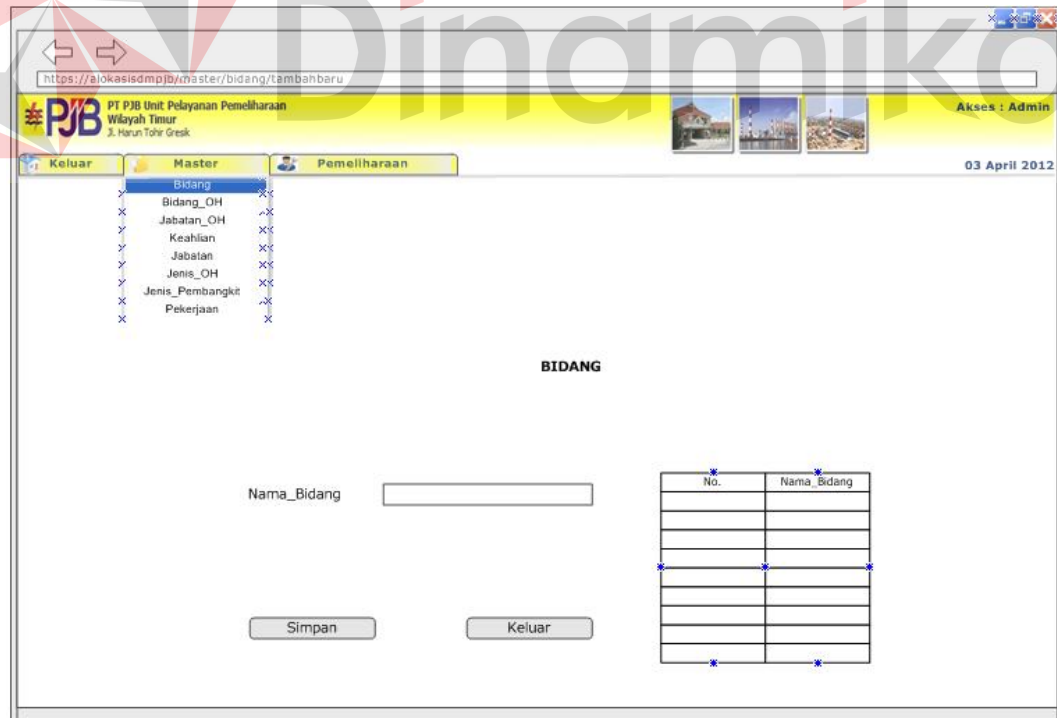 Dinamika
https://alokasisdmpjb/master/bidang/tambahbaru
PJB
PT PJB Unit Pelayanan Pemeliharaan
Wilayah Timur
Jl. Harun Tohir Gresik
Akses : Admin
Keluar
Master
Pemeliharaan
03 April 2012
Bidang
Bidang_OH
Jabatan_OH
Keahlian
Jabatan
Jenis_OH
Jenis_Pembangkit
Pekerjaan
BIDANG
Nama_Bidang
No.
Nama_Bidang
Simpan
Keluar